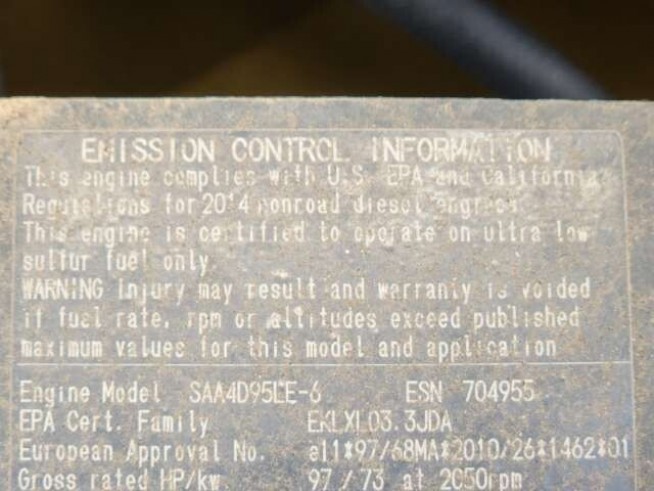 EMISSION CONTROL INFORMATION
This engine complies with U.S. EPA and California
Regulations for 2014 nonroad diesel engines
This engine is certified to operate on ultra low
sulfur fuel only
WARNING Injury may result and warranty is voided
if fuel rate, rpm or altitudes exceed published
maximum values for this model and application
Engine Model SAA4D95LE-6 ESN 704955
EPA Cert. Family EKLXL03.3JDA
European Approval No. e11*97/68MA*2010/26*1462*01
Gross rated HP/kw 97 / 73 at 2050rpm